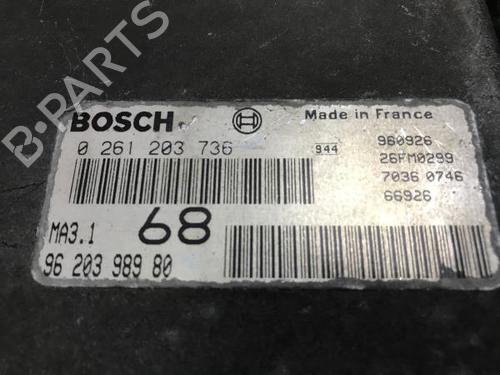 B-PARTS
BOSCH
Made in France
0 261 203 736
944
960926
26FM0299
7036 0746
66926
MA3.1
68
96 203 989 80